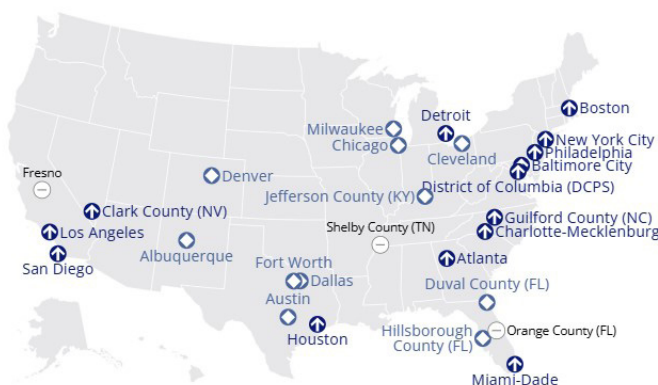 Boston
Detroit
Milwaukee
New York City
Chicago
Cleveland
Philadelphia
Baltimore City
Fresno
Denver
District of Columbia (DCPS)
Jefferson County (KY)
Clark County (NV)
Guilford County (NC)
Shelby County (TN)
Charlotte-Mecklenburg
Los Angeles
Albuquerque
San Diego
Fort Worth
Atlanta
Dallas
Duval County (FL)
Austin
Houston
Hillsborough
County (FL)
Orange County (FL)
Miami-Dade